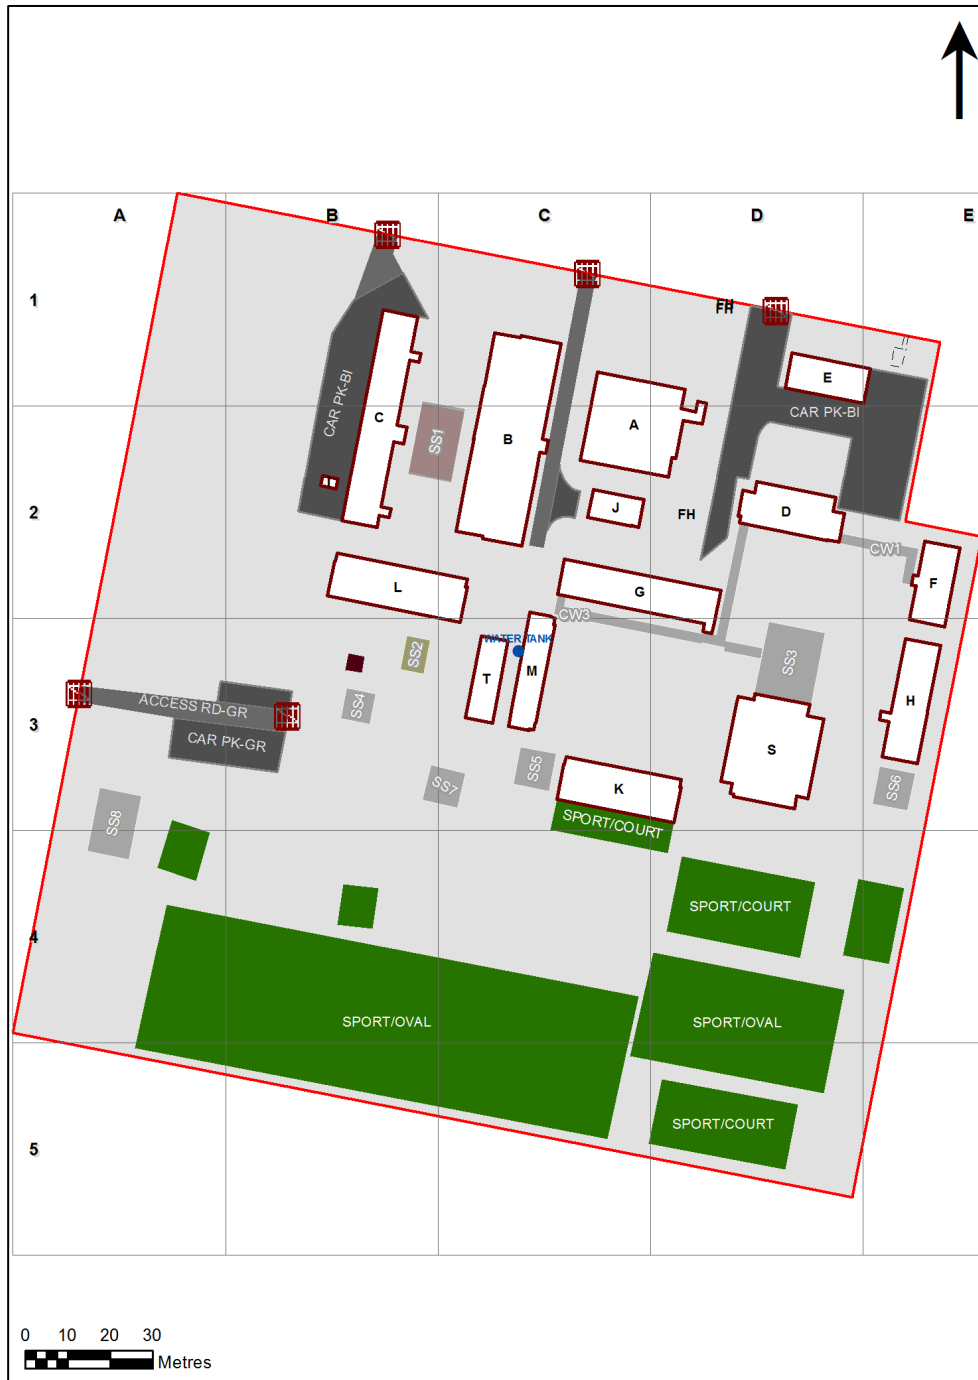 A
B
C
D
E
1
FH
FH
E
CAR PK-BI
CAR PK-BI
C
SS1
B
A
2
I
J
FH
D
CW1
F
L
G
CW3
WATER TANK
SS2
T
M
SS3
H
3
ACCESS RD-GR
SS4
CAR PK-GR
S
SS5
SS7
K
SS6
SS8
SPORT/COURT
SPORT/COURT
4
SPORT/OVAL
SPORT/OVAL
SPORT/COURT
5
0 10 20 30
Metres